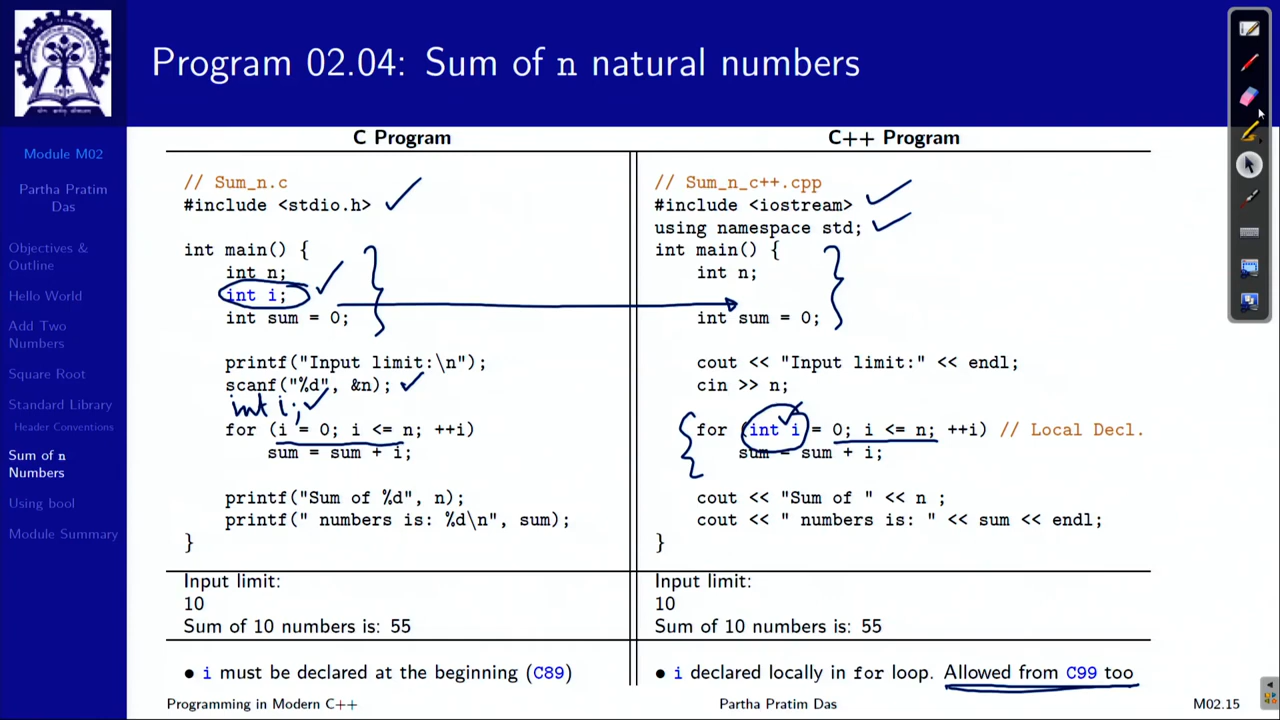 Program 02.04: Sum of n natural numbers
Module M02
Partha Pratim
Das
Objectives &
Outline
Hello World
Add Two
Numbers
Square Root
Standard Library
Header Conventions
Sum of n
Numbers
Using bool
Module Summary
C Program
// Sum_n.c
#include <stdio.h>
int main() {
int n;
int i;
int sum = 0;
printf("Input limit:\n");
scanf("%d", &n);
int i;
for (i = 0; i <= n; ++i)
sum = sum + i;
printf("Sum of %d", n);
printf(" numbers is: %d\n", sum);
}
Input limit:
10
Sum of 10 numbers is: 55
• i must be declared at the beginning (C89)
C++ Program
// Sum_n_c++.cpp
#include <iostream>
using namespace std;
int main() {
int n;
int sum = 0;
cout << "Input limit:" << endl;
cin >> n;
for (int i = 0; i <= n; ++i) // Local Decl.
sum = sum + i;
cout << "Sum of " << n ;
cout << " numbers is: " << sum << endl;
}
Input limit:
10
Sum of 10 numbers is: 55
• i declared locally in for loop. Allowed from C99 too
Programming in Modern C++
Partha Pratim Das
M02.15